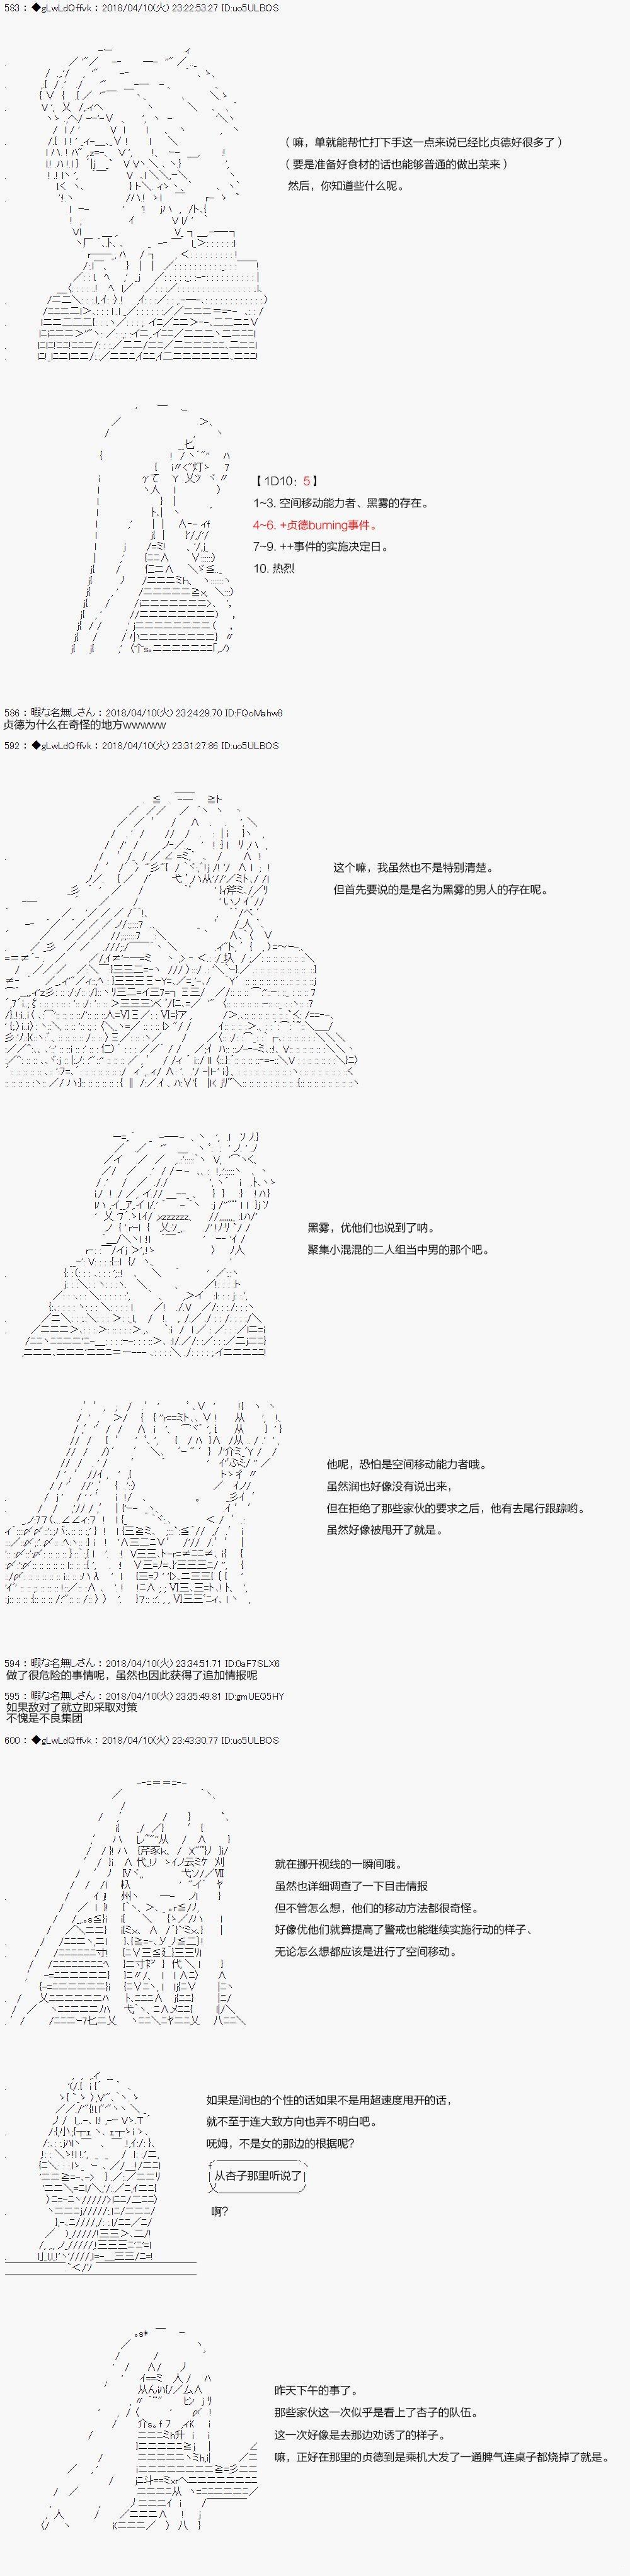 583 : ◆gLwLdQffvk : 2018/04/10(火) 23:22:53.27 ID:uo5ULBOS
（嘛，单就能帮忙打下手这一点来说已经比贞德好很多了）
（要是准备好食材的话也能够普通的做出菜来）
然后，你知道些什么呢。
【1D10：5】
1~3. 空间移动能力者、黑雾的存在。
4~6. +贞德burning事件。
7~9. ++事件的实施决定日。
10. 热烈!
586 : 暇な名無しさん : 2018/04/10(火) 23:24:29.70 ID:FQoMahw8
贞德为什么在奇怪的地方wwwww
592 : ◆gLwLdQffvk : 2018/04/10(火) 23:31:27.86 ID:uo5ULBOS
这个嘛，我虽然也不是特别清楚。
但首先要说的是是名为黑雾的男人的存在呢。
黑雾，优他们也说到了呐。
聚集小混混的二人组当中男的那个吧。
他呢，恐怕是空间移动能力者哦。
虽然润也好像没有说出来，
但在拒绝了那些家伙的要求之后，他有去尾行跟踪哟。
虽然好像被甩开了就是。
594 : 暇な名無しさん : 2018/04/10(火) 23:34:51.71 ID:0aF7SLX6
做了很危险的事情呢，虽然也因此获得了追加情报呢
595 : 暇な名無しさん : 2018/04/10(火) 23:35:49.81 ID:gmUEQ5HY
如果敌对了就立即采取对策
不愧是不良集团
600 : ◆gLwLdQffvk : 2018/04/10(火) 23:43:30.77 ID:uo5ULBOS
就在挪开视线的一瞬间哦。
虽然也详细调查了一下目击情报
但不管怎么想，他们的移动方法都很奇怪。
好像优他们就算提高了警戒也能继续实施行动的样子、
无论怎么想都应该是进行了空间移动。
如果是润也的个性的话如果不是用超速度甩开的话，
就不至于连大致方向也弄不明白吧。
呒姆，不是女的那边的根据呢?
从杏子那里听说了
啊?
昨天下午的事了。
那些家伙这一次似乎是看上了杏子的队伍。
这一次好像是去那边劝诱了的样子。
嘛，正好在那里的贞德到是乘机大发了一通脾气连桌子都烧掉了就是。